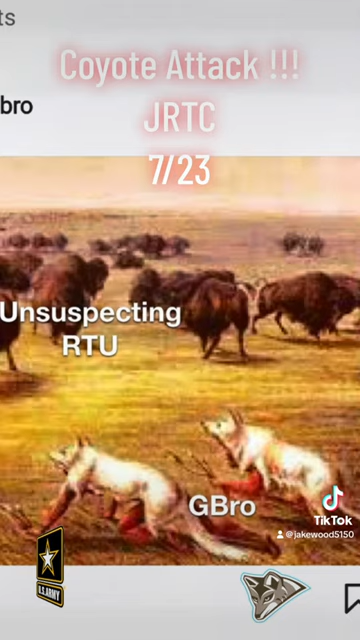 ts
Coyote Attack !!!
bro
JRTC
7/23
Unsuspecting
RTU
GBro
TikTok
@jakewood5150
U.S.ARMY